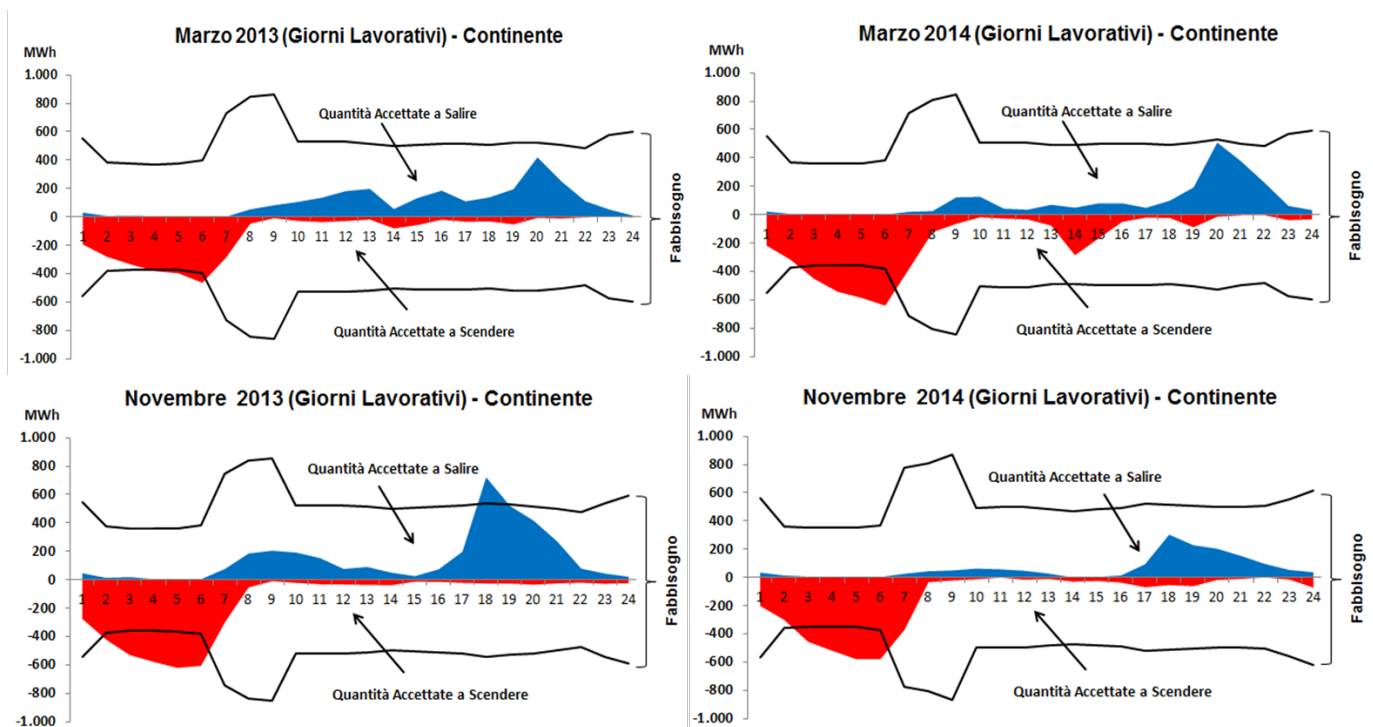 Marzo 2013 (Giorni Lavorativi) - Continente
MWh
1.000
800
600
400
200
0
-200
-400
-600
-800
-1.000
1 2 3 4 5 6 7 8 9 10 11 12 13 14 15 16 17 18 19 20 21 22 23 24
Quantità Accettate a Salire
Quantità Accettate a Scendere
FabbIsogno
Marzo 2014 (Giorni Lavorativi) - Continente
MWh
1.000
800
600
400
200
0
-200
-400
-600
-800
-1.000
1 2 3 4 5 6 7 8 9 10 11 12 13 14 15 16 17 18 19 20 21 22 23 24
Quantità Accettate a Salire
Quantità Accettate a Scendere
FabbIsogno
Novembre 2013 (Giorni Lavorativi) - Continente
MWh
1.000
800
600
400
200
0
-200
-400
-600
-800
-1.000
1 2 3 4 5 6 7 8 9 10 11 12 13 14 15 16 17 18 19 20 21 22 23 24
Quantità Accettate a Salire
Quantità Accettate a Scendere
FabbIsogno
Novembre 2014 (Giorni Lavorativi) - Continente
MWh
1.000
800
600
400
200
0
-200
-400
-600
-800
-1.000
1 2 3 4 5 6 7 8 9 10 11 12 13 14 15 16 17 18 19 20 21 22 23 24
Quantità Accettate a Salire
Quantità Accettate a Scendere
FabbIsogno